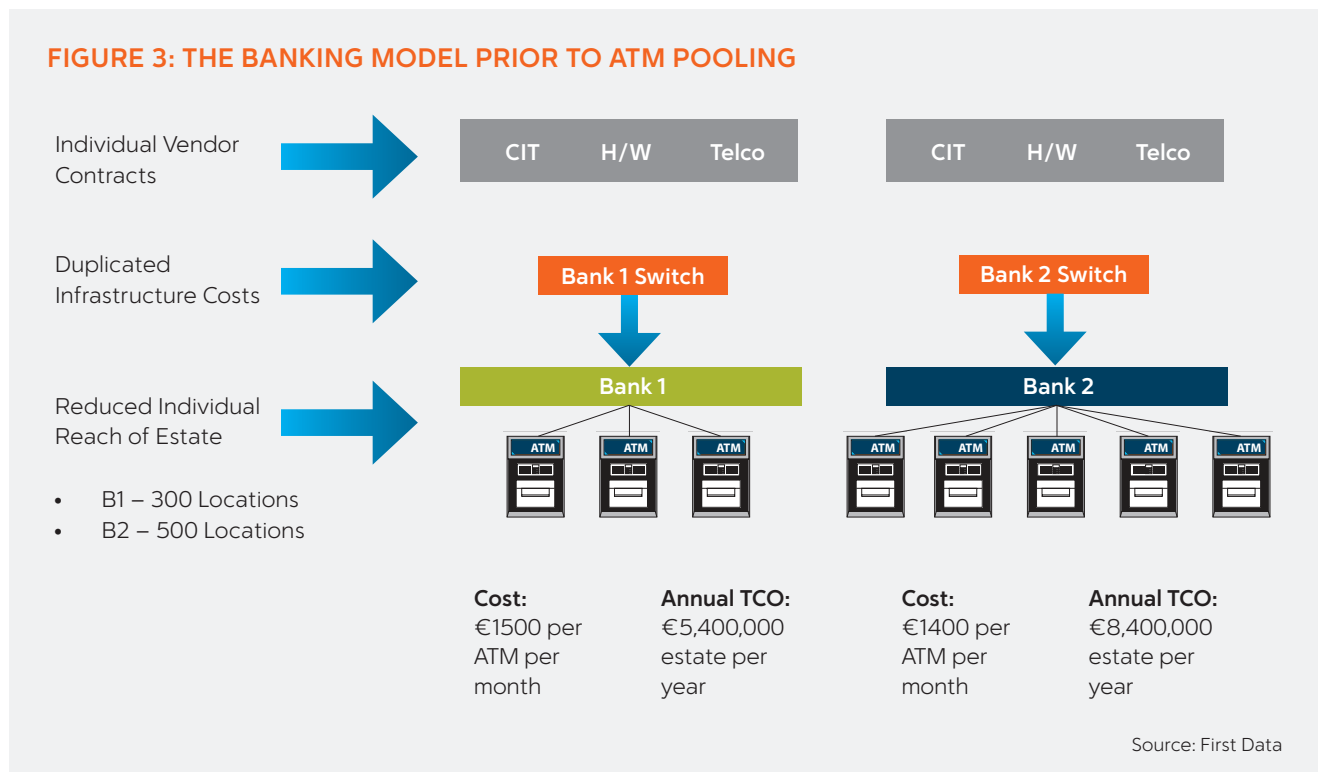 FIGURE 3: THE BANKING MODEL PRIOR TO ATM POOLING
Individual Vendor
Contracts
CIT H/W Telco
CIT H/W Telco
Duplicated
Infrastructure Costs
Bank 1 Switch
Bank 2 Switch
Reduced Individual
Reach of Estate
• B1 – 300 Locations
• B2 – 500 Locations
Bank 1
ATM ATM ATM
Bank 2
ATM ATM ATM ATM ATM
Cost:
€1500 per
ATM per
month
Annual TCO:
€5,400,000
estate per
year
Cost:
€1400 per
ATM per
month
Annual TCO:
€8,400,000
estate per
year
Source: First Data